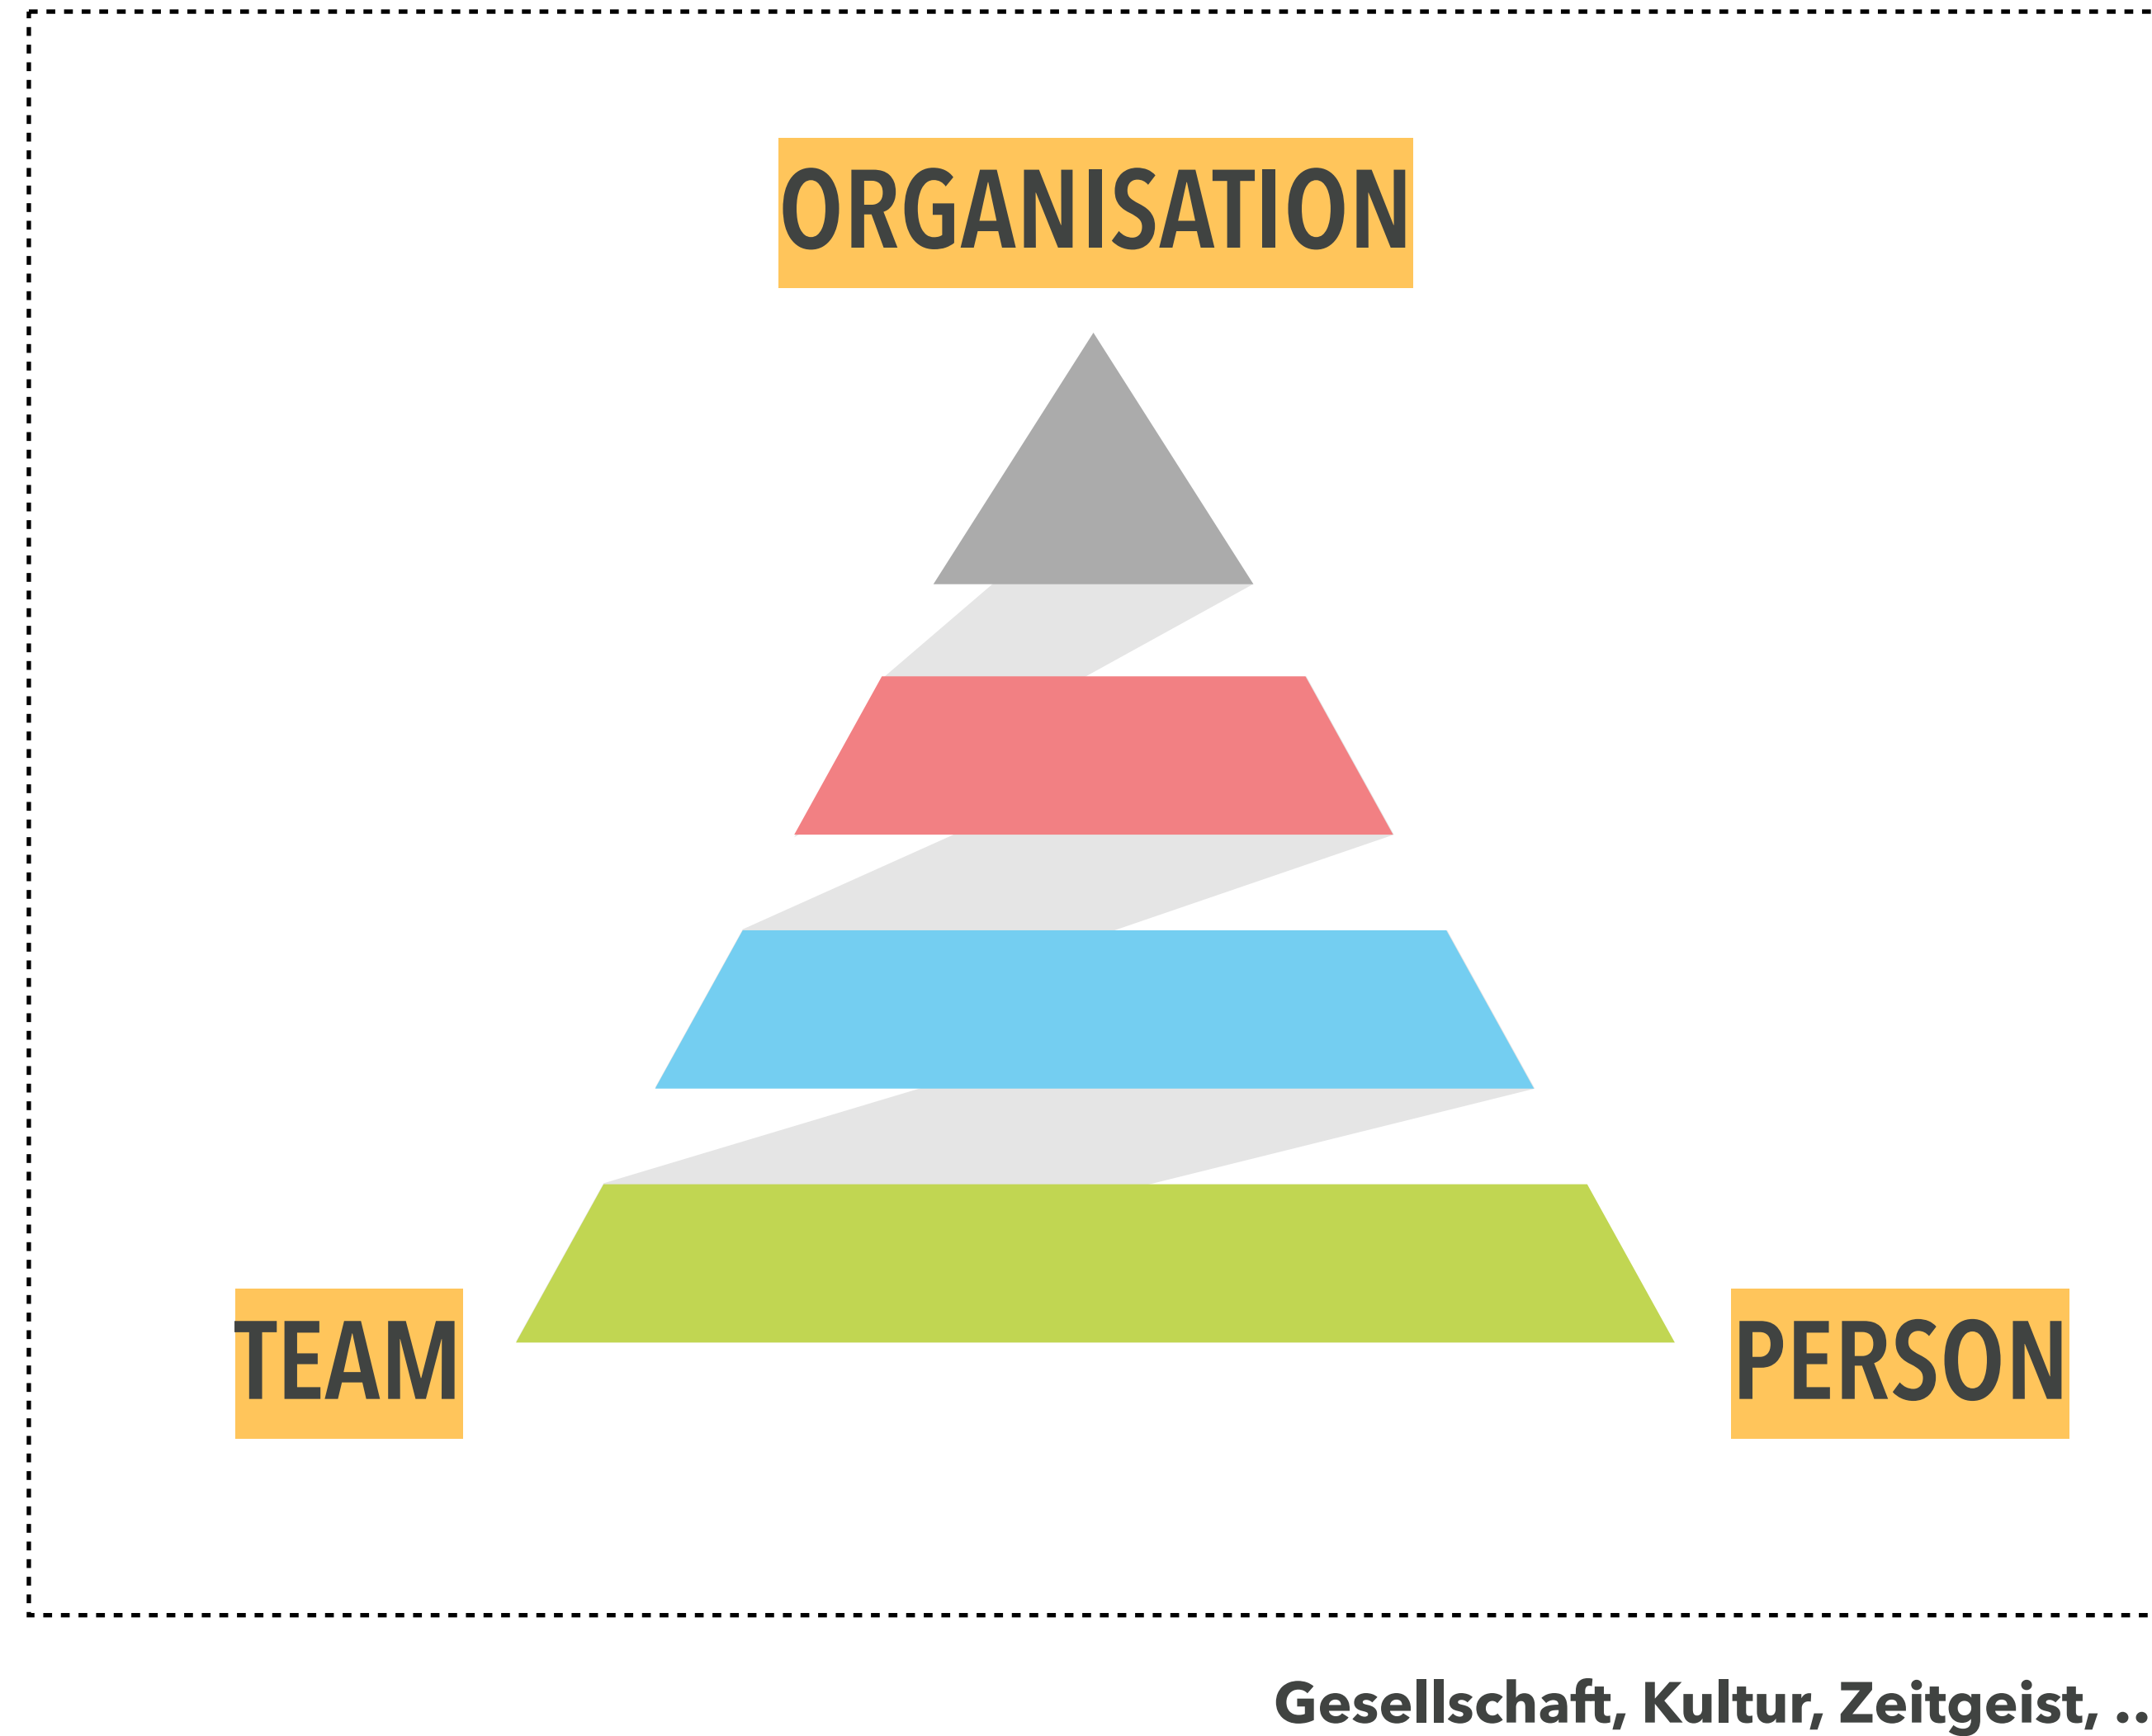 ORGANISATION
TEAM
PERSON
Gesellschaft, Kultur, Zeitgeist, ..